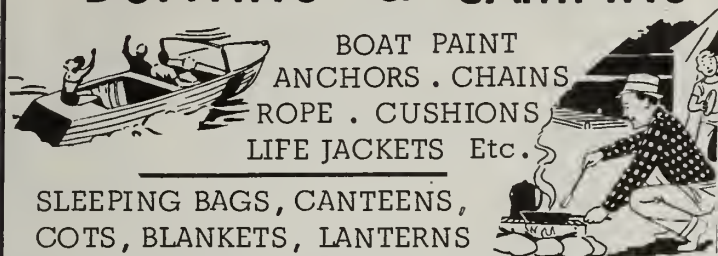 BOAT PAINT
ANCHORS . CHAINS
ROPE . CUSHIONS
LIFE JACKETS Etc.
SLEEPING BAGS, CANTEENS,
COTS, BLANKETS, LANTERNS